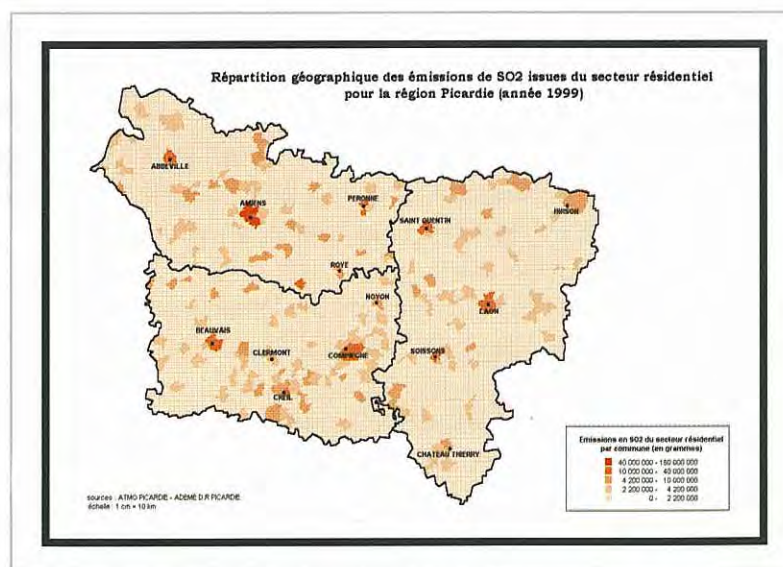 Répartition géographique des émissions de SO2 issues du secteur résidentiel
pour la région Picardie (année 1999)
ABBEVILLE
AMIENS
PERONNE
SAINT QUENTIN
HIRSON
ROYE
NOYON
LAON
BEAUVAIS
CLERMONT
COMPIEGNE
SOISSONS
CREIL
CHATEAU THIERRY
Emissions en SO2 du secteur résidentiel
par commune (en grammes)
40 000 000 - 150 000 000
10 000 000 - 40 000 000
4 200 000 - 10 000 000
2 200 000 - 4 200 000
0 - 2 200 000
sources : ATMO PICARDIE - ADEME D.R PICARDIE
échelle : 1 cm = 10 km